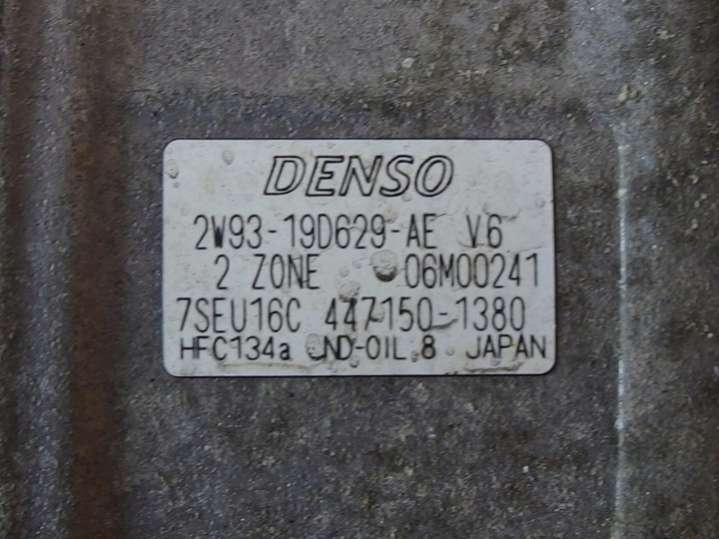 DENSO
2W93-19D629-AE V6
2 ZONE 06M00241
7SEU16C 447150-1380
HFC134a ND-OIL 8 JAPAN